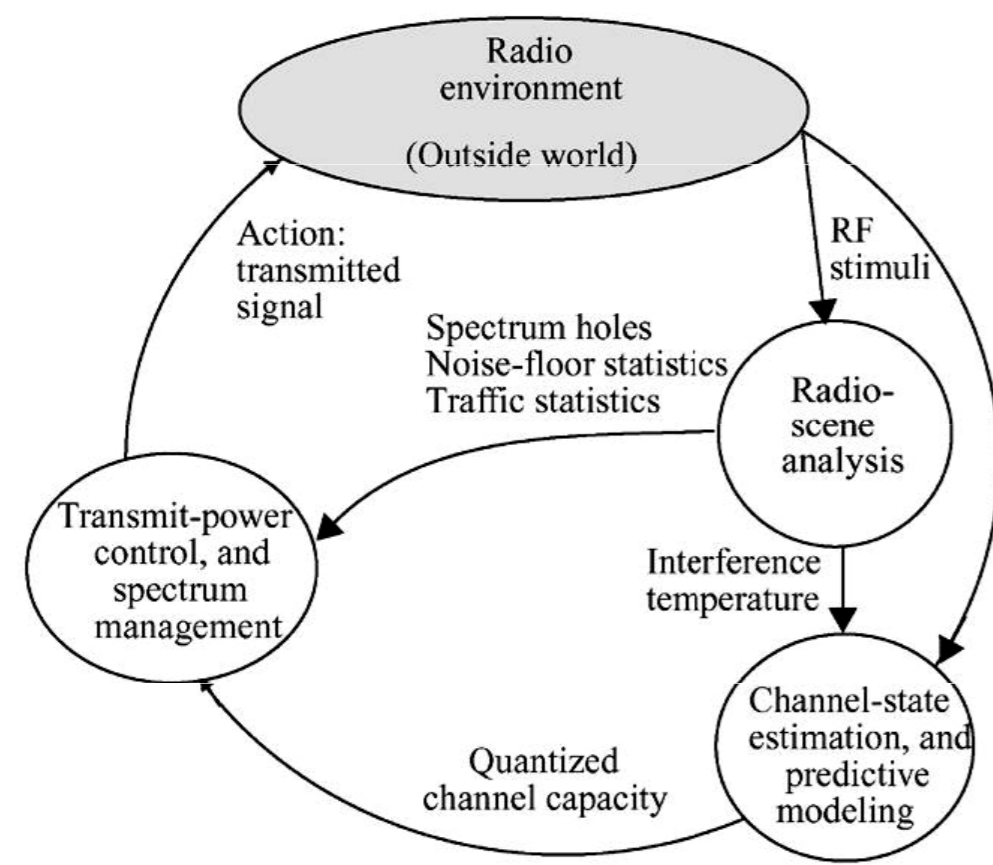 Radio
environment
(Outside world)
Action:
transmitted
signal
RF
stimuli
Spectrum holes
Noise-floor statistics
Traffic statistics
Radio-
scene
analysis
Transmit-power
control, and
spectrum
management
Interference
temperature
Channel-state
estimation, and
predictive
modeling
Quantized
channel capacity